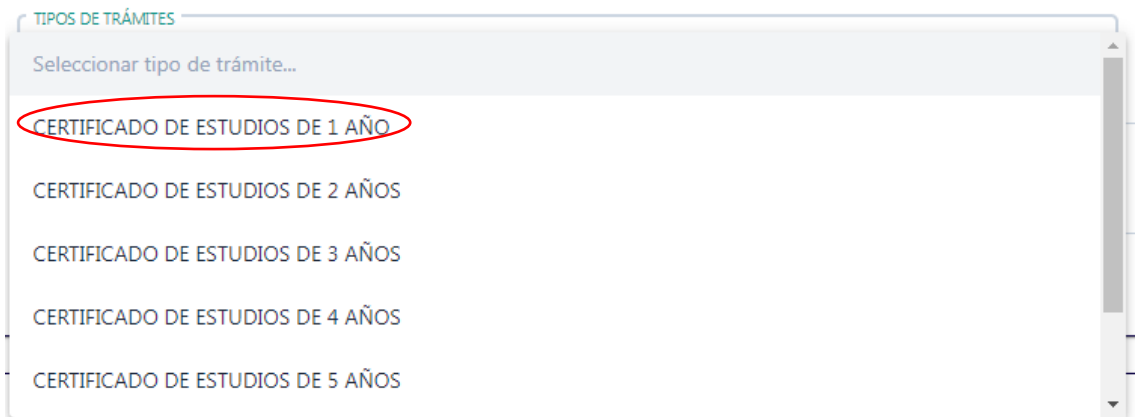 TIPOS DE TRÁMITES
Seleccionar tipo de trámite...
CERTIFICADO DE ESTUDIOS DE 1 AÑO
CERTIFICADO DE ESTUDIOS DE 2 AÑOS
CERTIFICADO DE ESTUDIOS DE 3 AÑOS
CERTIFICADO DE ESTUDIOS DE 4 AÑOS
CERTIFICADO DE ESTUDIOS DE 5 AÑOS